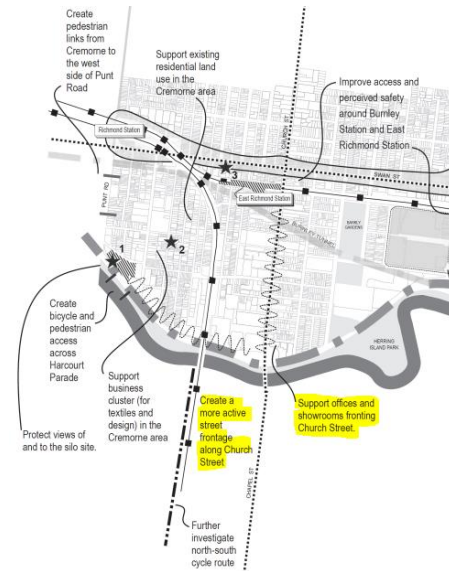 Create
pedestrian
links from
Cremorne to
the west
side of Punt
Road
Support existing
residential land
use in the
Cremorne area
Improve access and
perceived safety
around Burnley
Station and East
Richmond Station
CHURCH ST
Richmond Station
3
SWAN ST
East Richmond Station
PUNT RD
BURNLEY TUNNEL
BARKLY
GARDENS
1
2
HERRING
ISLAND PARK
Create
bicycle and
pedestrian
access
across
Harcourt
Parade
Support
business
cluster (for
textiles and
design) in the
Cremorne area
Protect views of
and to the silo site.
Create a
more active
street
frontage
along Church
Street
Support offices and
showrooms fronting
Church Street.
CHAPEL ST
Further
investigate
north-south
cycle route